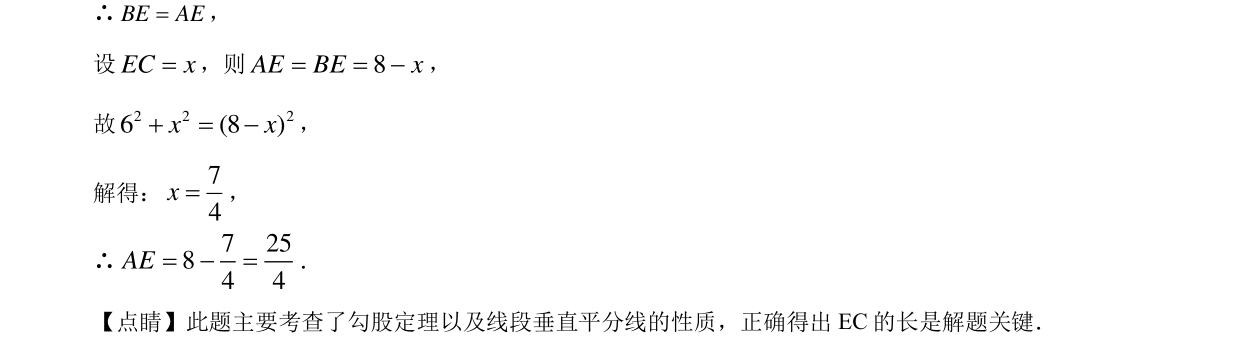 ∴ BE = AE，
设 EC = x，则 AE = BE = 8 − x，
故 6² + x² = (8 − x)²，
解得：x = 7/4，
∴ AE = 8 − 7/4 = 25/4．
【点睛】此题主要考查了勾股定理以及线段垂直平分线的性质，正确得出 EC 的长是解题关键．